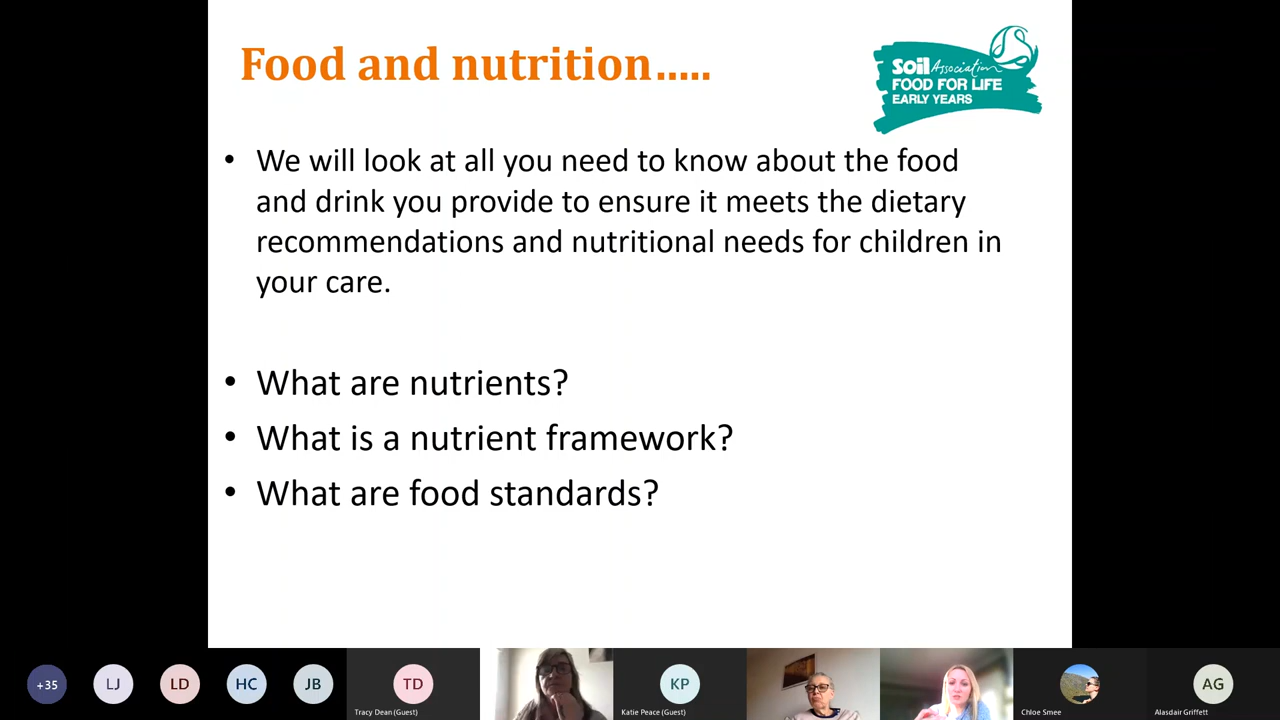 Food and nutrition.....
soil Association
FOOD FOR LIFE
EARLY YEARS
• We will look at all you need to know about the food
and drink you provide to ensure it meets the dietary
recommendations and nutritional needs for children in
your care.
• What are nutrients?
• What is a nutrient framework?
• What are food standards?
+35
LJ
LD
HC
JB
TD
Tracy Dean (Guest)
KP
Katie Peace (Guest)
Chloe Smee
AG
Alasdair Griffett